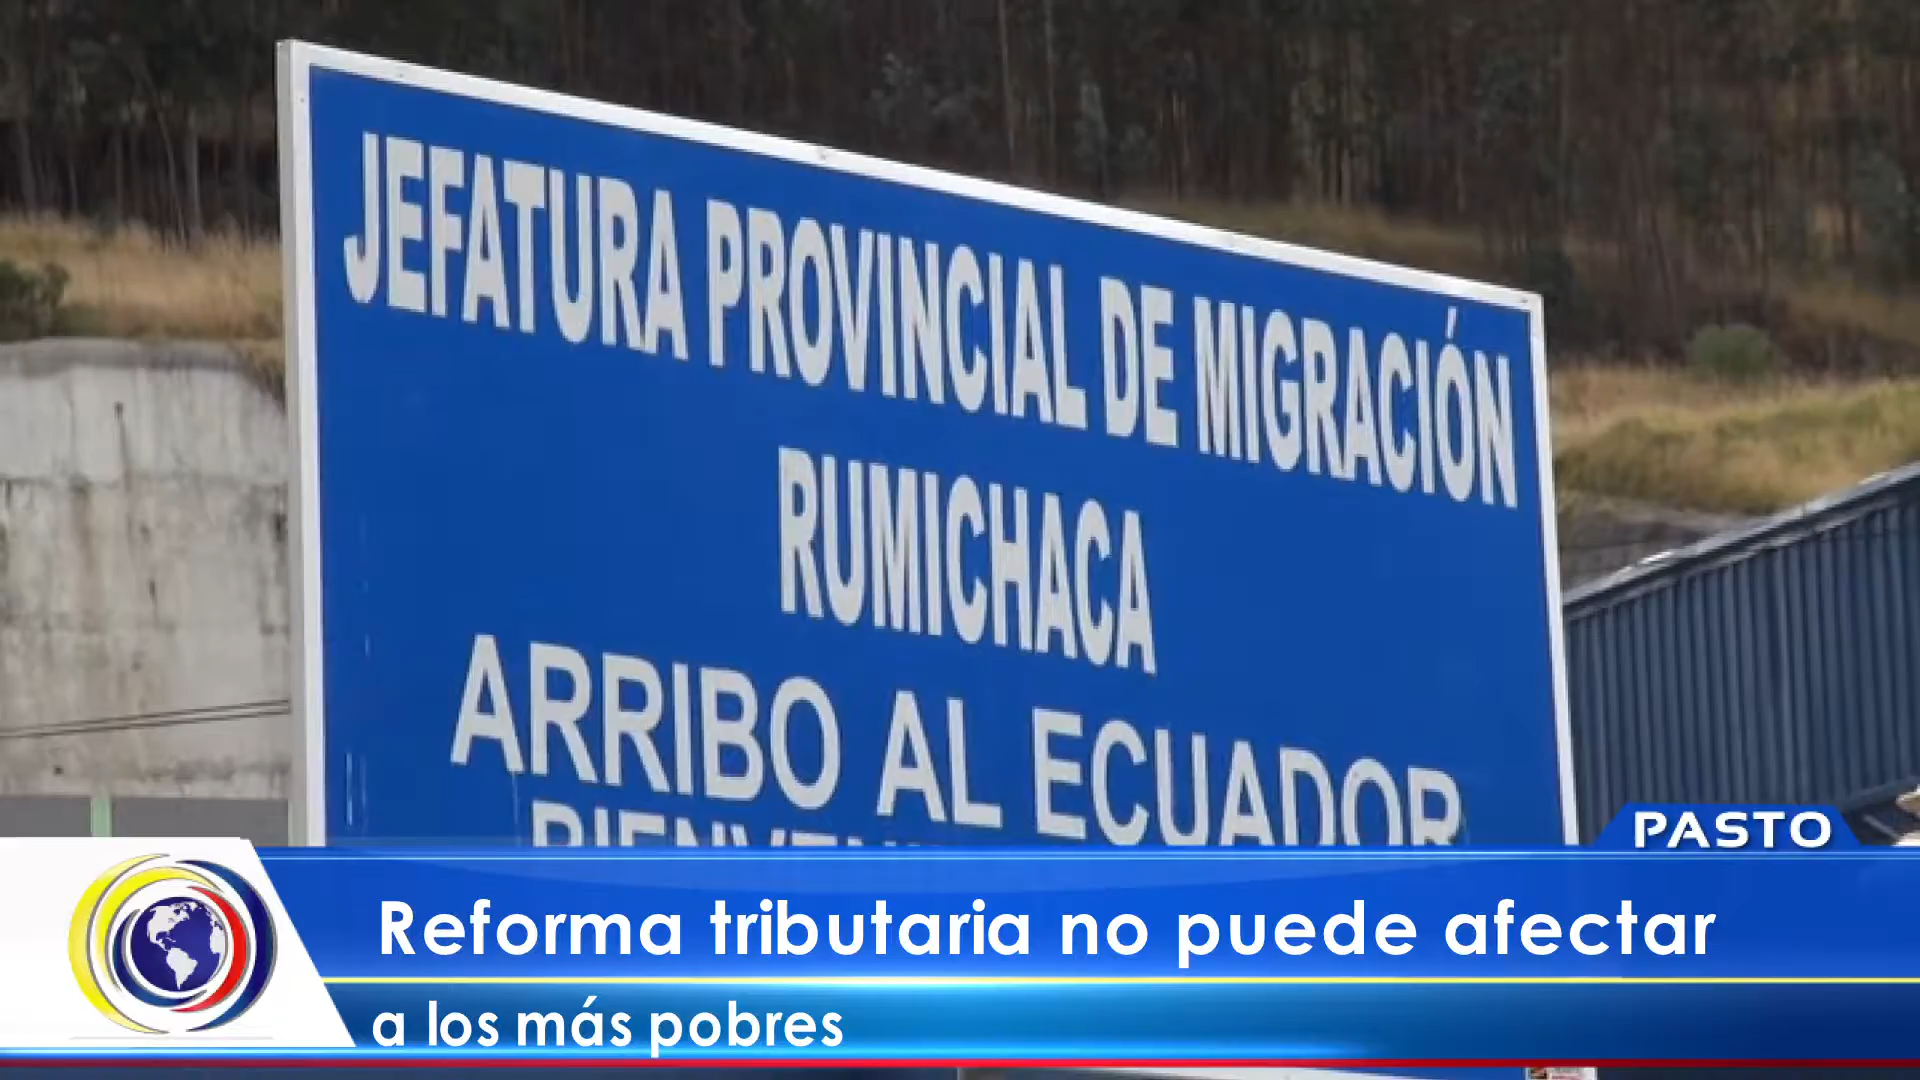 JEFATURA PROVINCIAL DE MIGRACIÓN
RUMICHACA
ARRIBO AL ECUADOR
PASTO
Reforma tributaria no puede afectar
a los más pobres